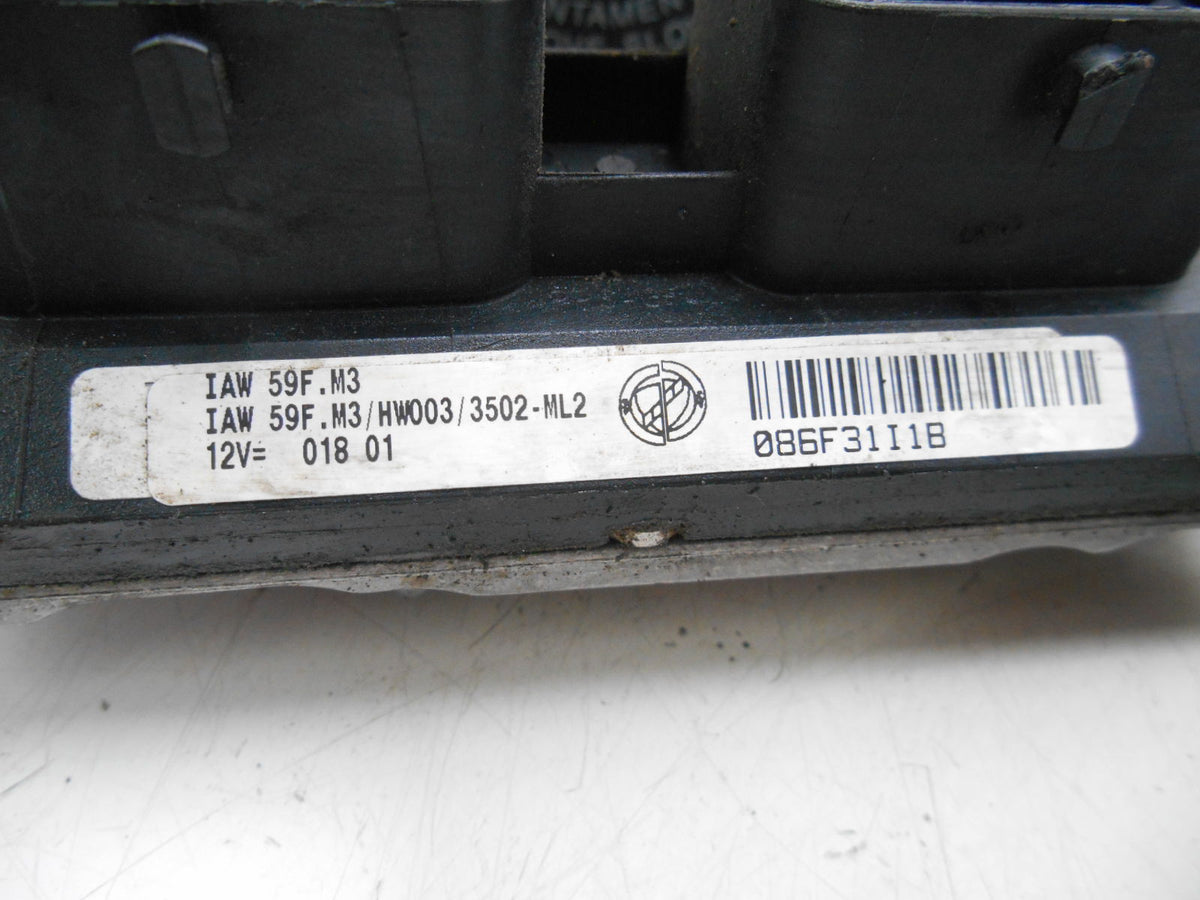 IAW 59F.M3
IAW 59F.M3/HW003/3502-ML2
12V= 018 01
086F31I1B